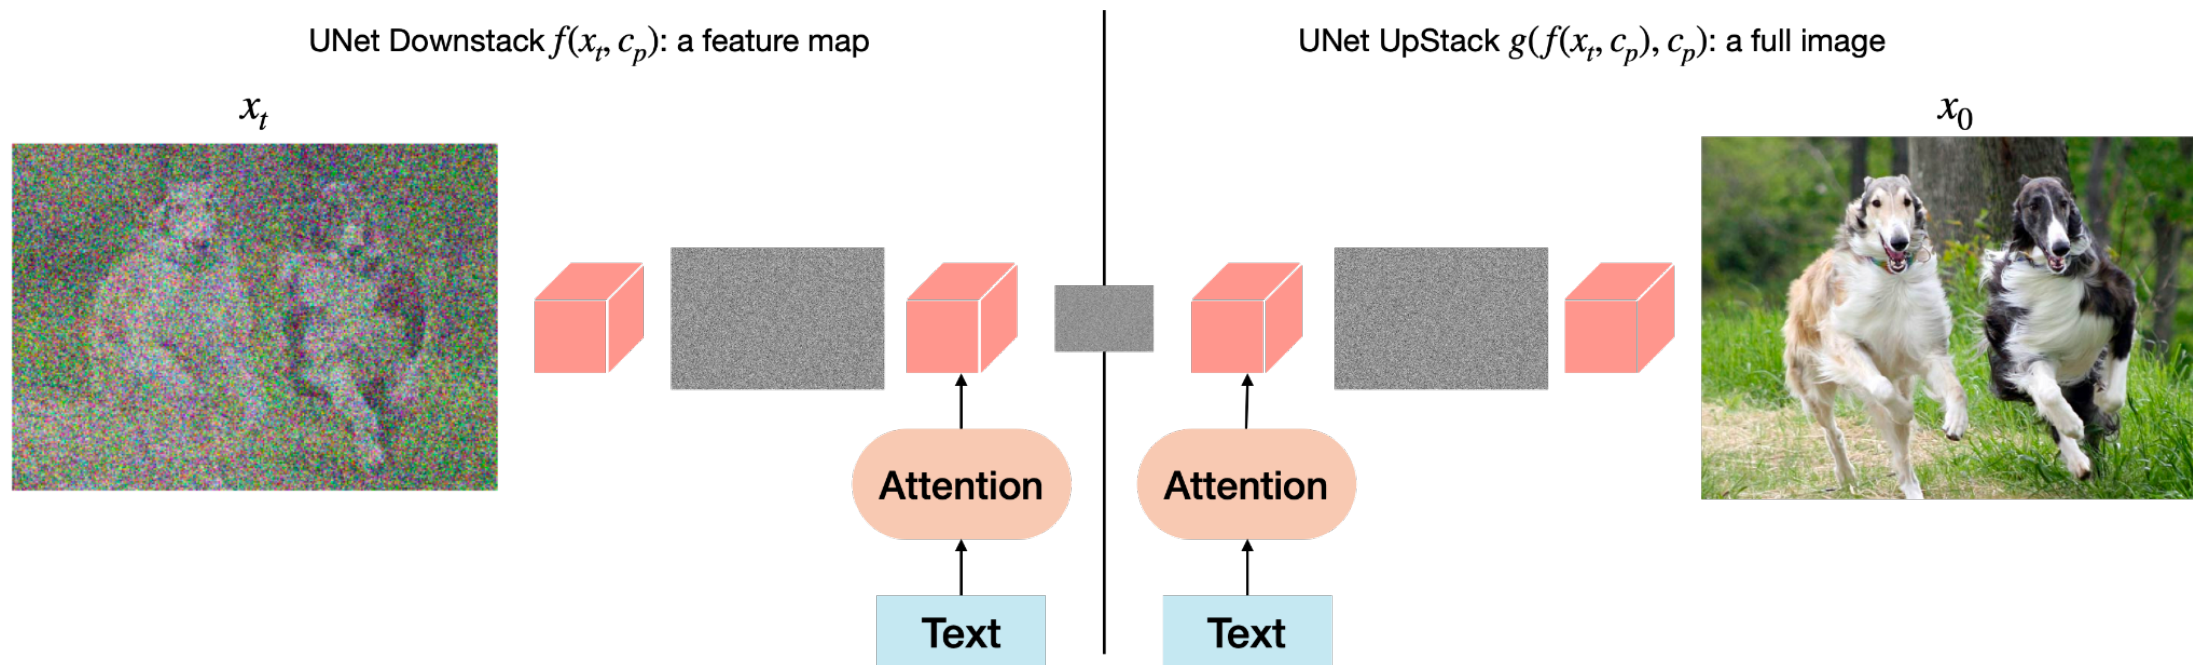 UNet Downstack f(x_t, c_p): a feature map
UNet UpStack g(f(x_t, c_p), c_p): a full image
x_t
x_0
Attention
Attention
Text
Text